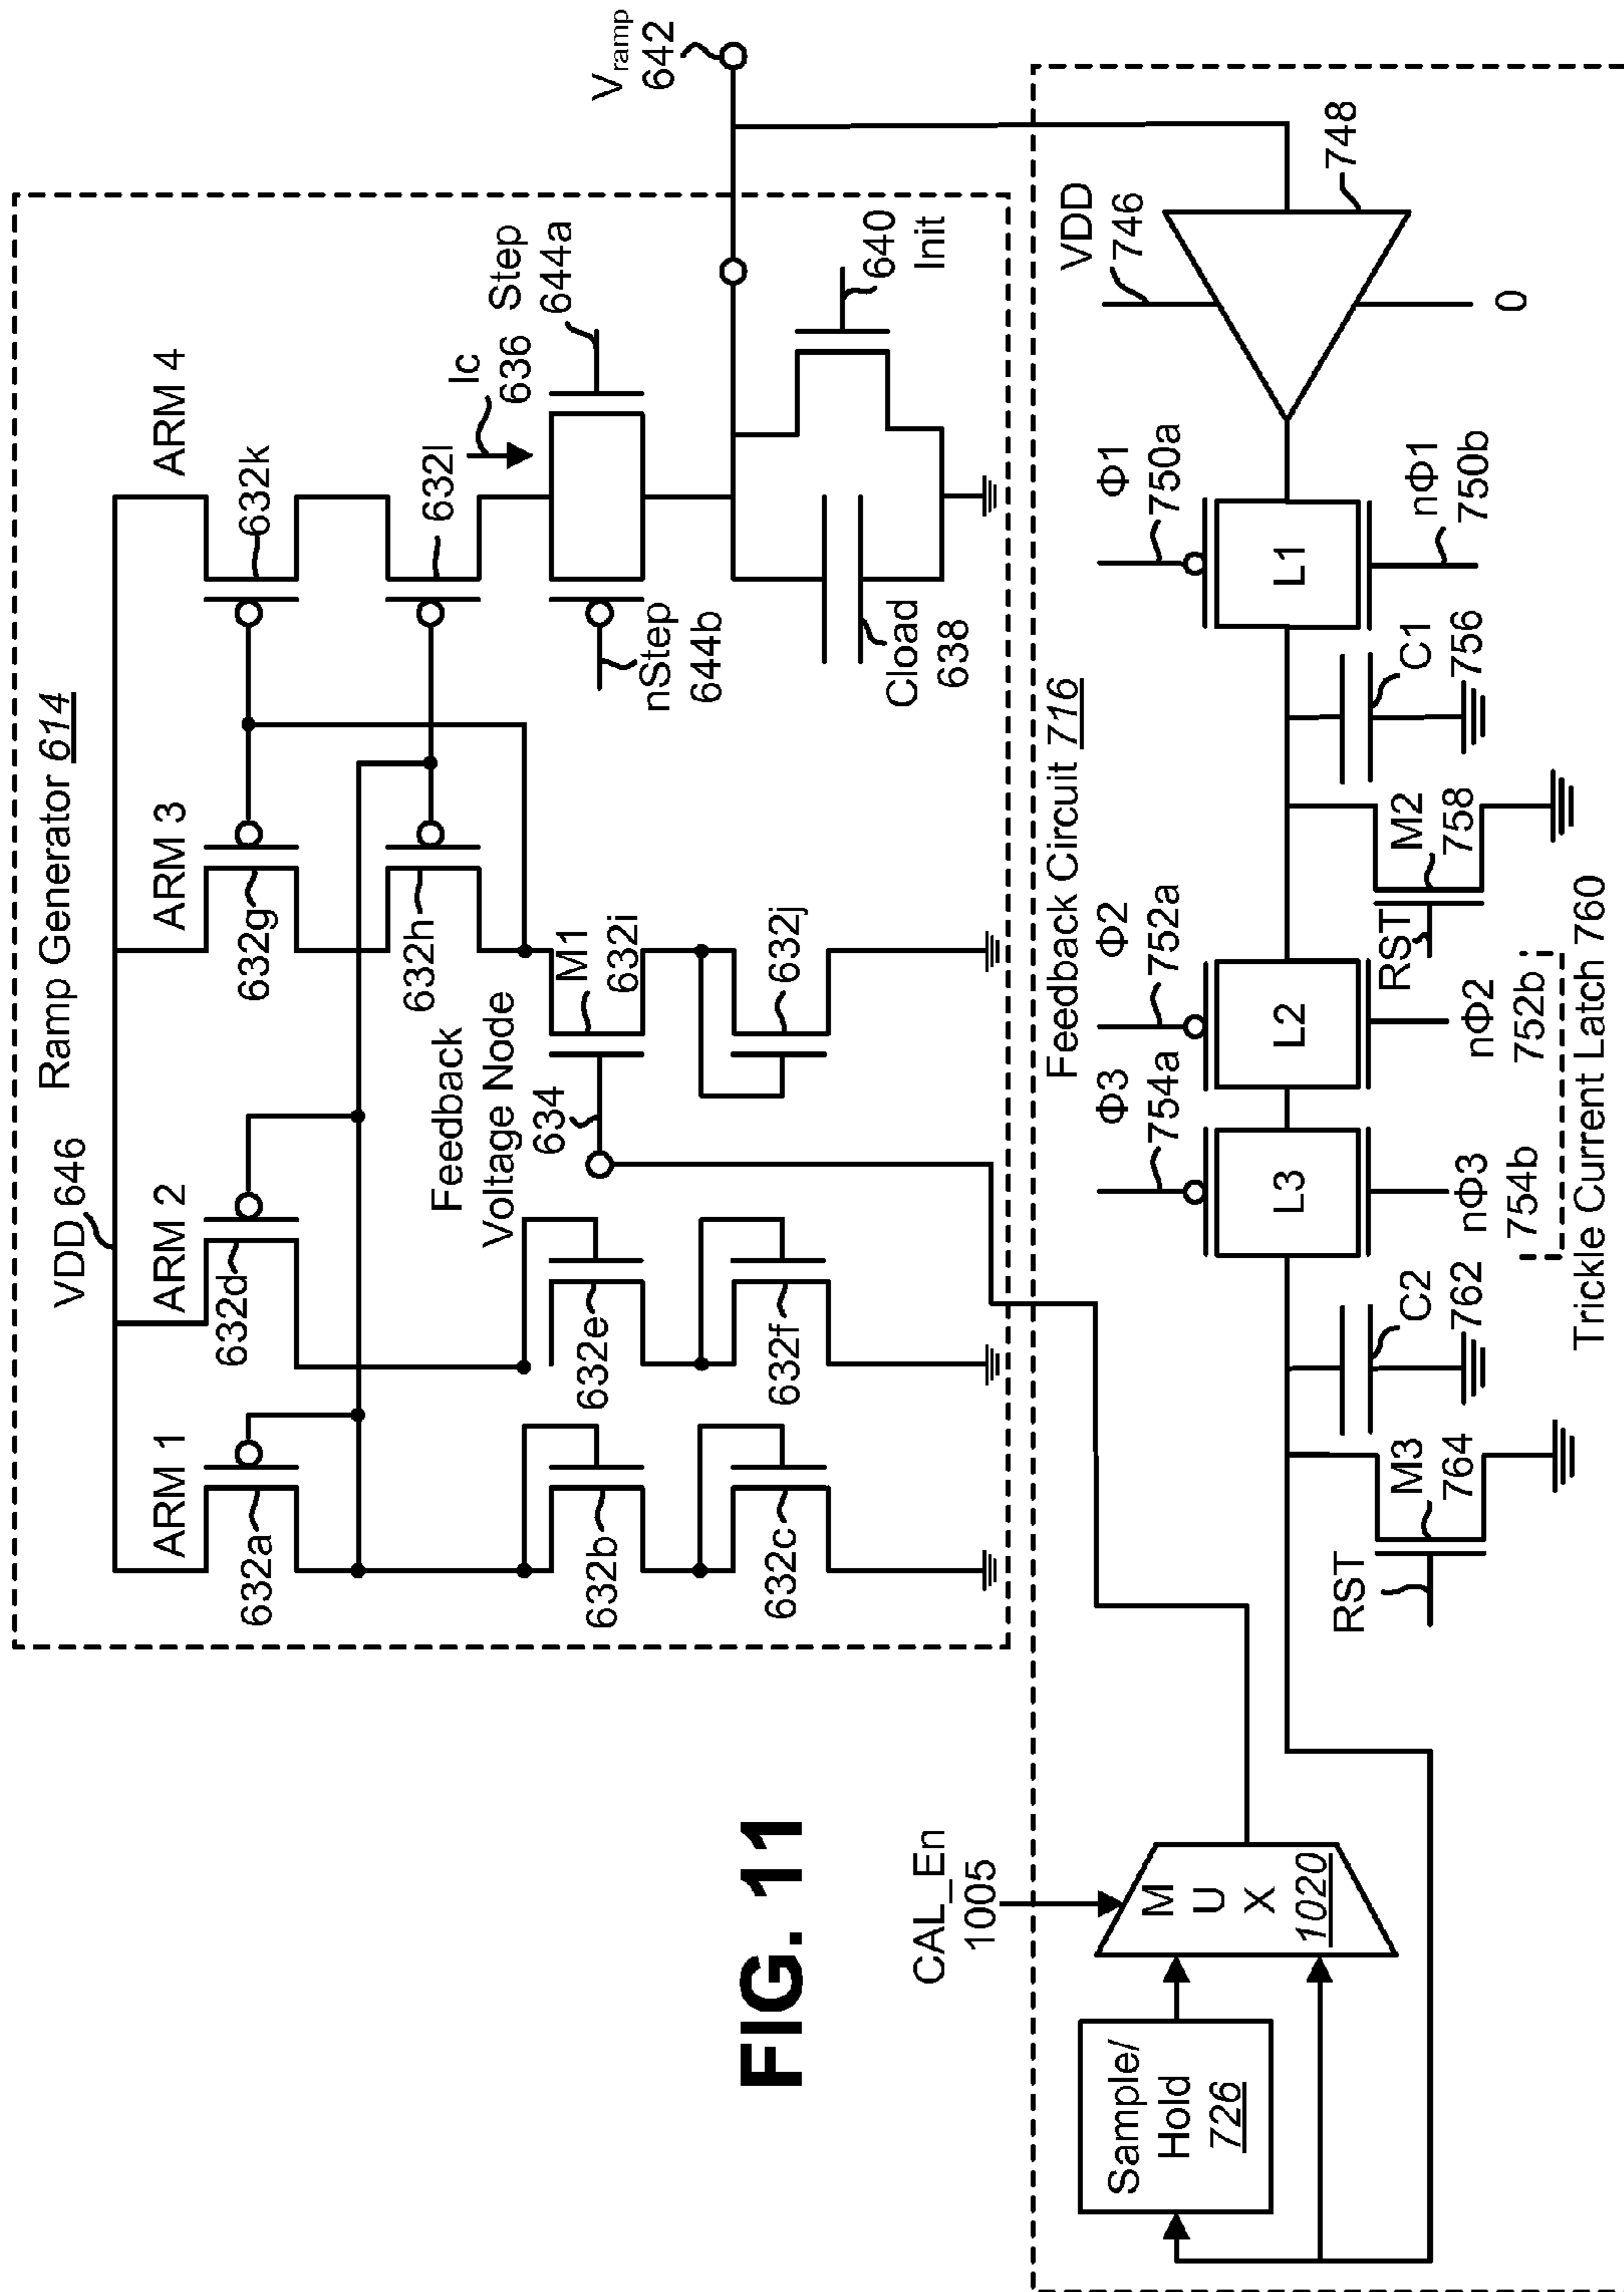 Ramp Generator 614
VDD 646
ARM 1
ARM 2
ARM 3
ARM 4
632a
632d
632g
632k
632h
632l
Ic
636
Step
644a
nStep
644b
Feedback
Voltage Node
634
M1
632i
632b
632e
632c
632f
632j
Cload
638
640
Init
Vramp
642
Feedback Circuit 716
VDD
746
748
0
Φ1
750a
L1
nΦ1
750b
C1
756
M2
758
RST
Φ2
752a
L2
nΦ2
752b
Φ3
754a
L3
nΦ3
754b
Trickle Current Latch 760
C2
762
M3
764
RST
CAL_En
1005
M
U
X
1020
Sample/
Hold
726
FIG. 11